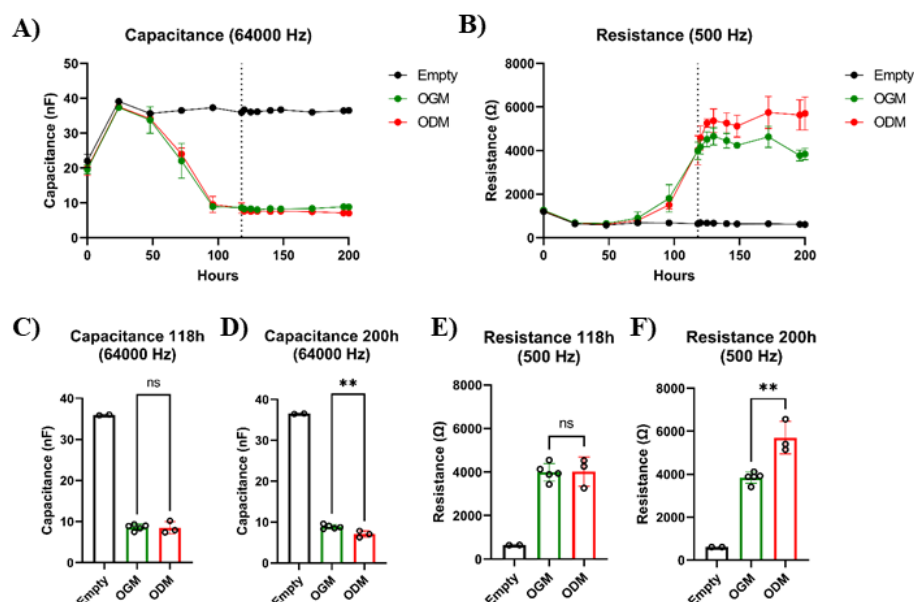 A)
Capacitance (64000 Hz)
50
40
30
20
10
0
Capacitance (nF)
0
50
100
150
200
Hours
Empty
OGM
ODM
B)
Resistance (500 Hz)
8000
6000
4000
2000
0
Resistance (Ω)
0
50
100
150
200
Hours
Empty
OGM
ODM
C)
Capacitance 118h
(64000 Hz)
ns
40
30
20
10
0
Capacitance (nF)
Empty
OGM
ODM
D)
Capacitance 200h
(64000 Hz)
**
40
30
20
10
0
Capacitance (nF)
Empty
OGM
ODM
E)
Resistance 118h
(500 Hz)
ns
8000
6000
4000
2000
0
Resistance (Ω)
Empty
OGM
ODM
F)
Resistance 200h
(500 Hz)
**
8000
6000
4000
2000
0
Resistance (Ω)
Empty
OGM
ODM